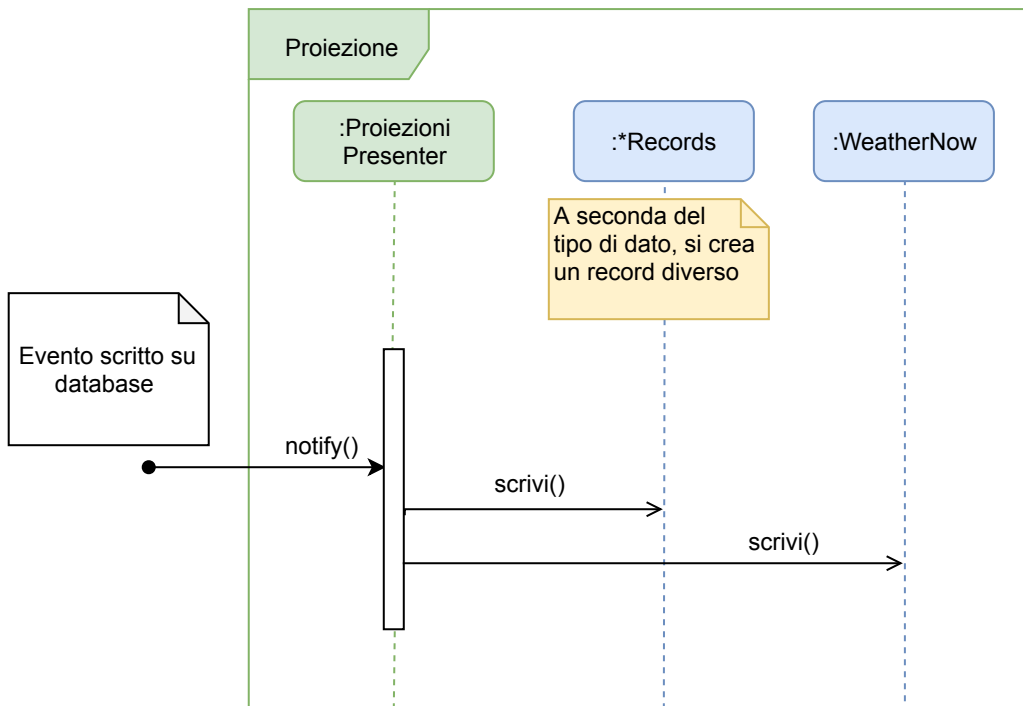 Proiezione
:Proiezioni
Presenter
:*Records
:WeatherNow
A seconda del
tipo di dato, si crea
un record diverso
Evento scritto su
database
notify()
scrivi()
scrivi()